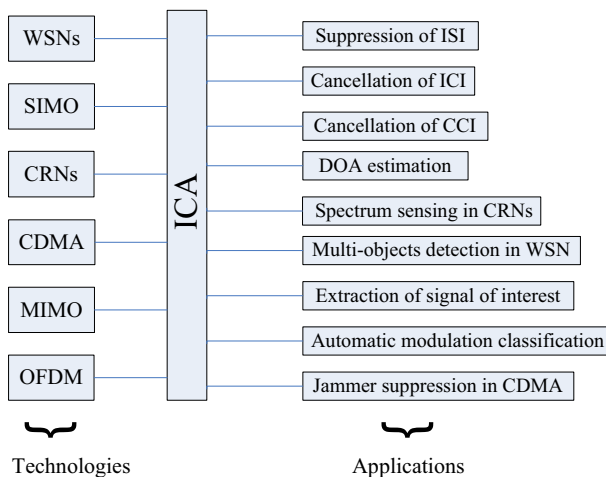 WSNs
SIMO
CRNs
CDMA
MIMO
OFDM
ICA
Suppression of ISI
Cancellation of ICI
Cancellation of CCI
DOA estimation
Spectrum sensing in CRNs
Multi-objects detection in WSN
Extraction of signal of interest
Automatic modulation classification
Jammer suppression in CDMA
Technologies
Applications